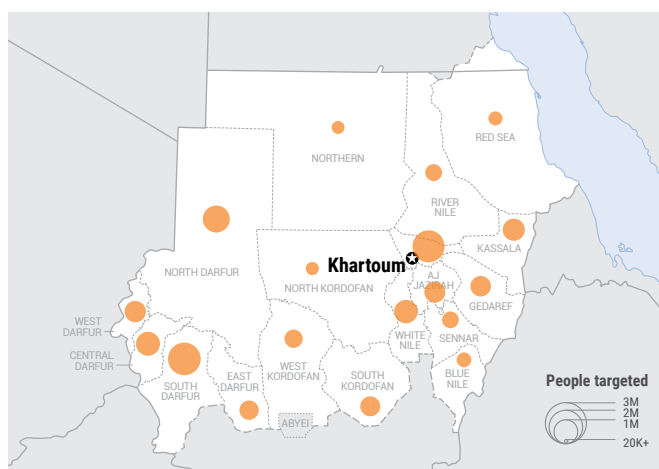 RED SEA
NORTHERN
RIVER
NILE
KASSALA
NORTH DARFUR
Khartoum
NORTH KORDOFAN
AJ
JAZIRAH
GEDAREF
WEST
DARFUR
WHITE
NILE
SENNAR
CENTRAL
DARFUR
SOUTH
DARFUR
EAST
DARFUR
WEST
KORDOFAN
SOUTH
KORDOFAN
BLUE
NILE
ABYEI
People targeted
3M
2M
1M
20K+